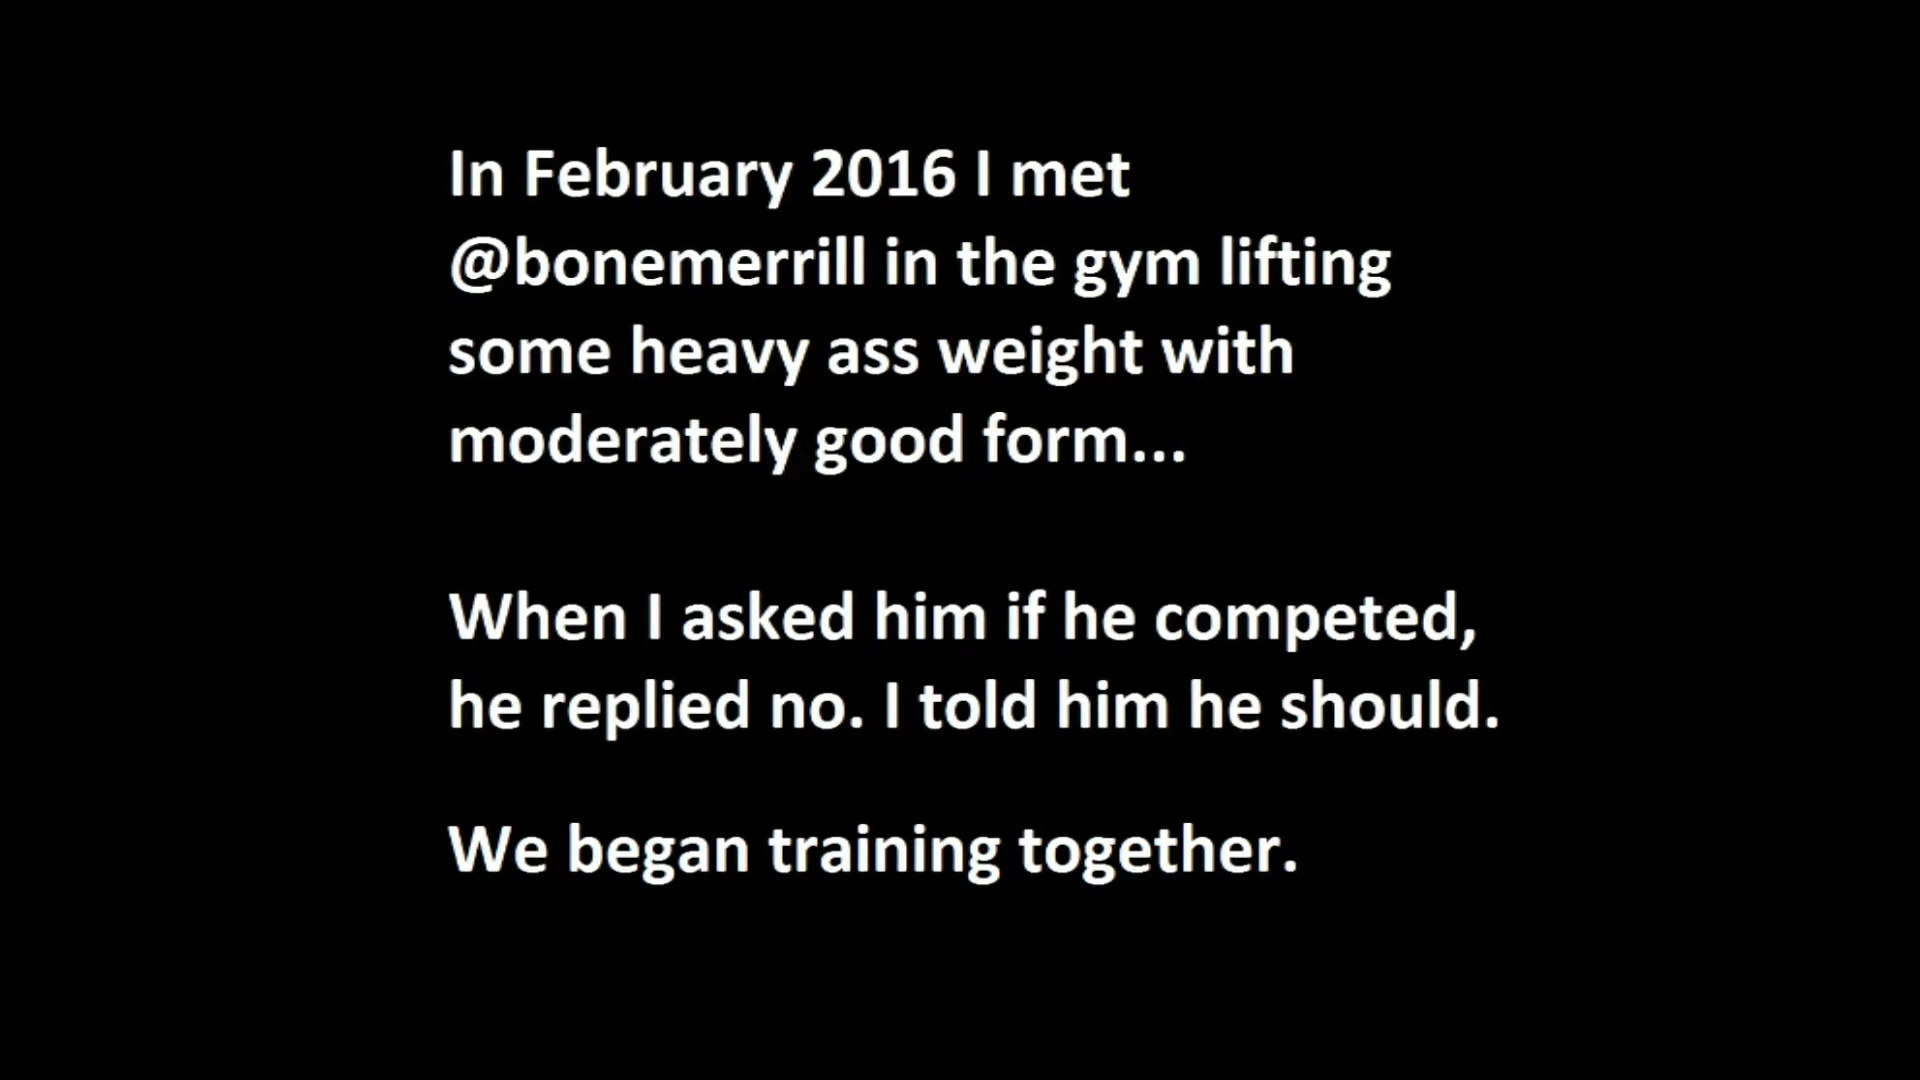 In February 2016 I met
@bonemerrill in the gym lifting
some heavy ass weight with
moderately good form...
When I asked him if he competed,
he replied no. I told him he should.
We began training together.